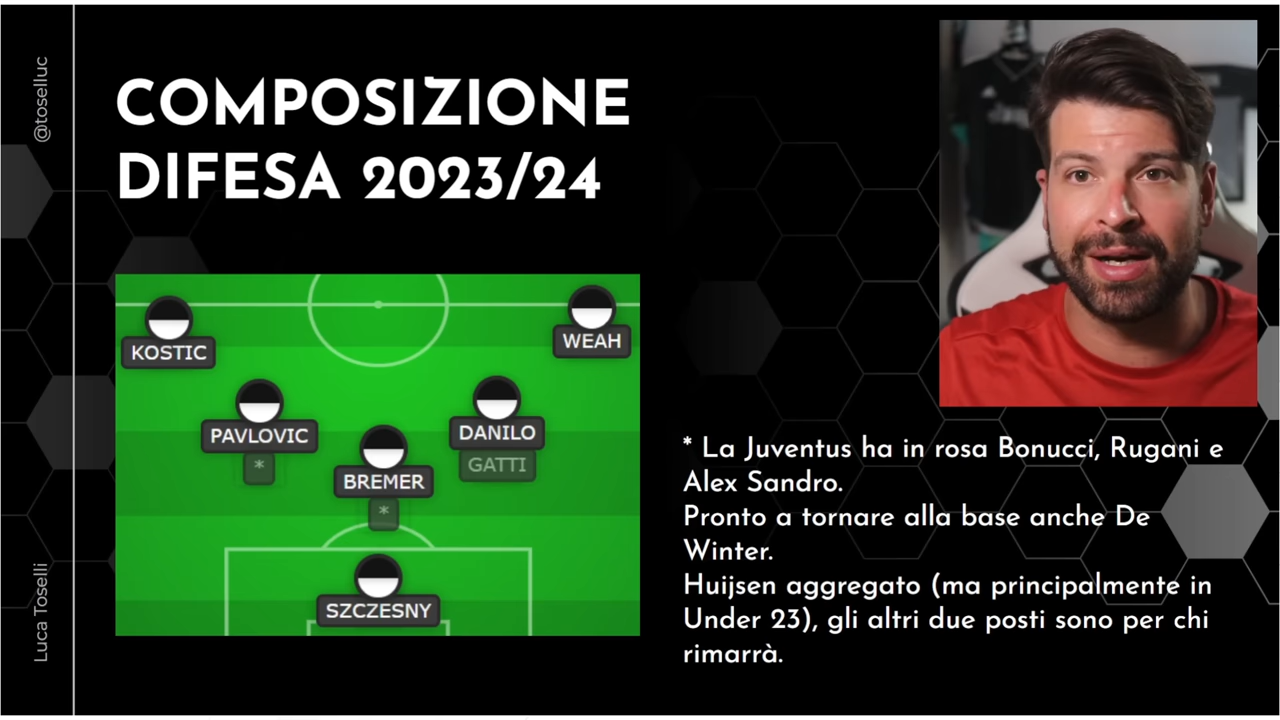 @toselluc
Luca Toselli
COMPOSIZIONE
DIFESA 2023/24
KOSTIC
WEAH
PAVLOVIC
*
DANILO
GATTI
BREMER
*
SZCZESNY
* La Juventus ha in rosa Bonucci, Rugani e
Alex Sandro.
Pronto a tornare alla base anche De
Winter.
Huijsen aggregato (ma principalmente in
Under 23), gli altri due posti sono per chi
rimarrà.